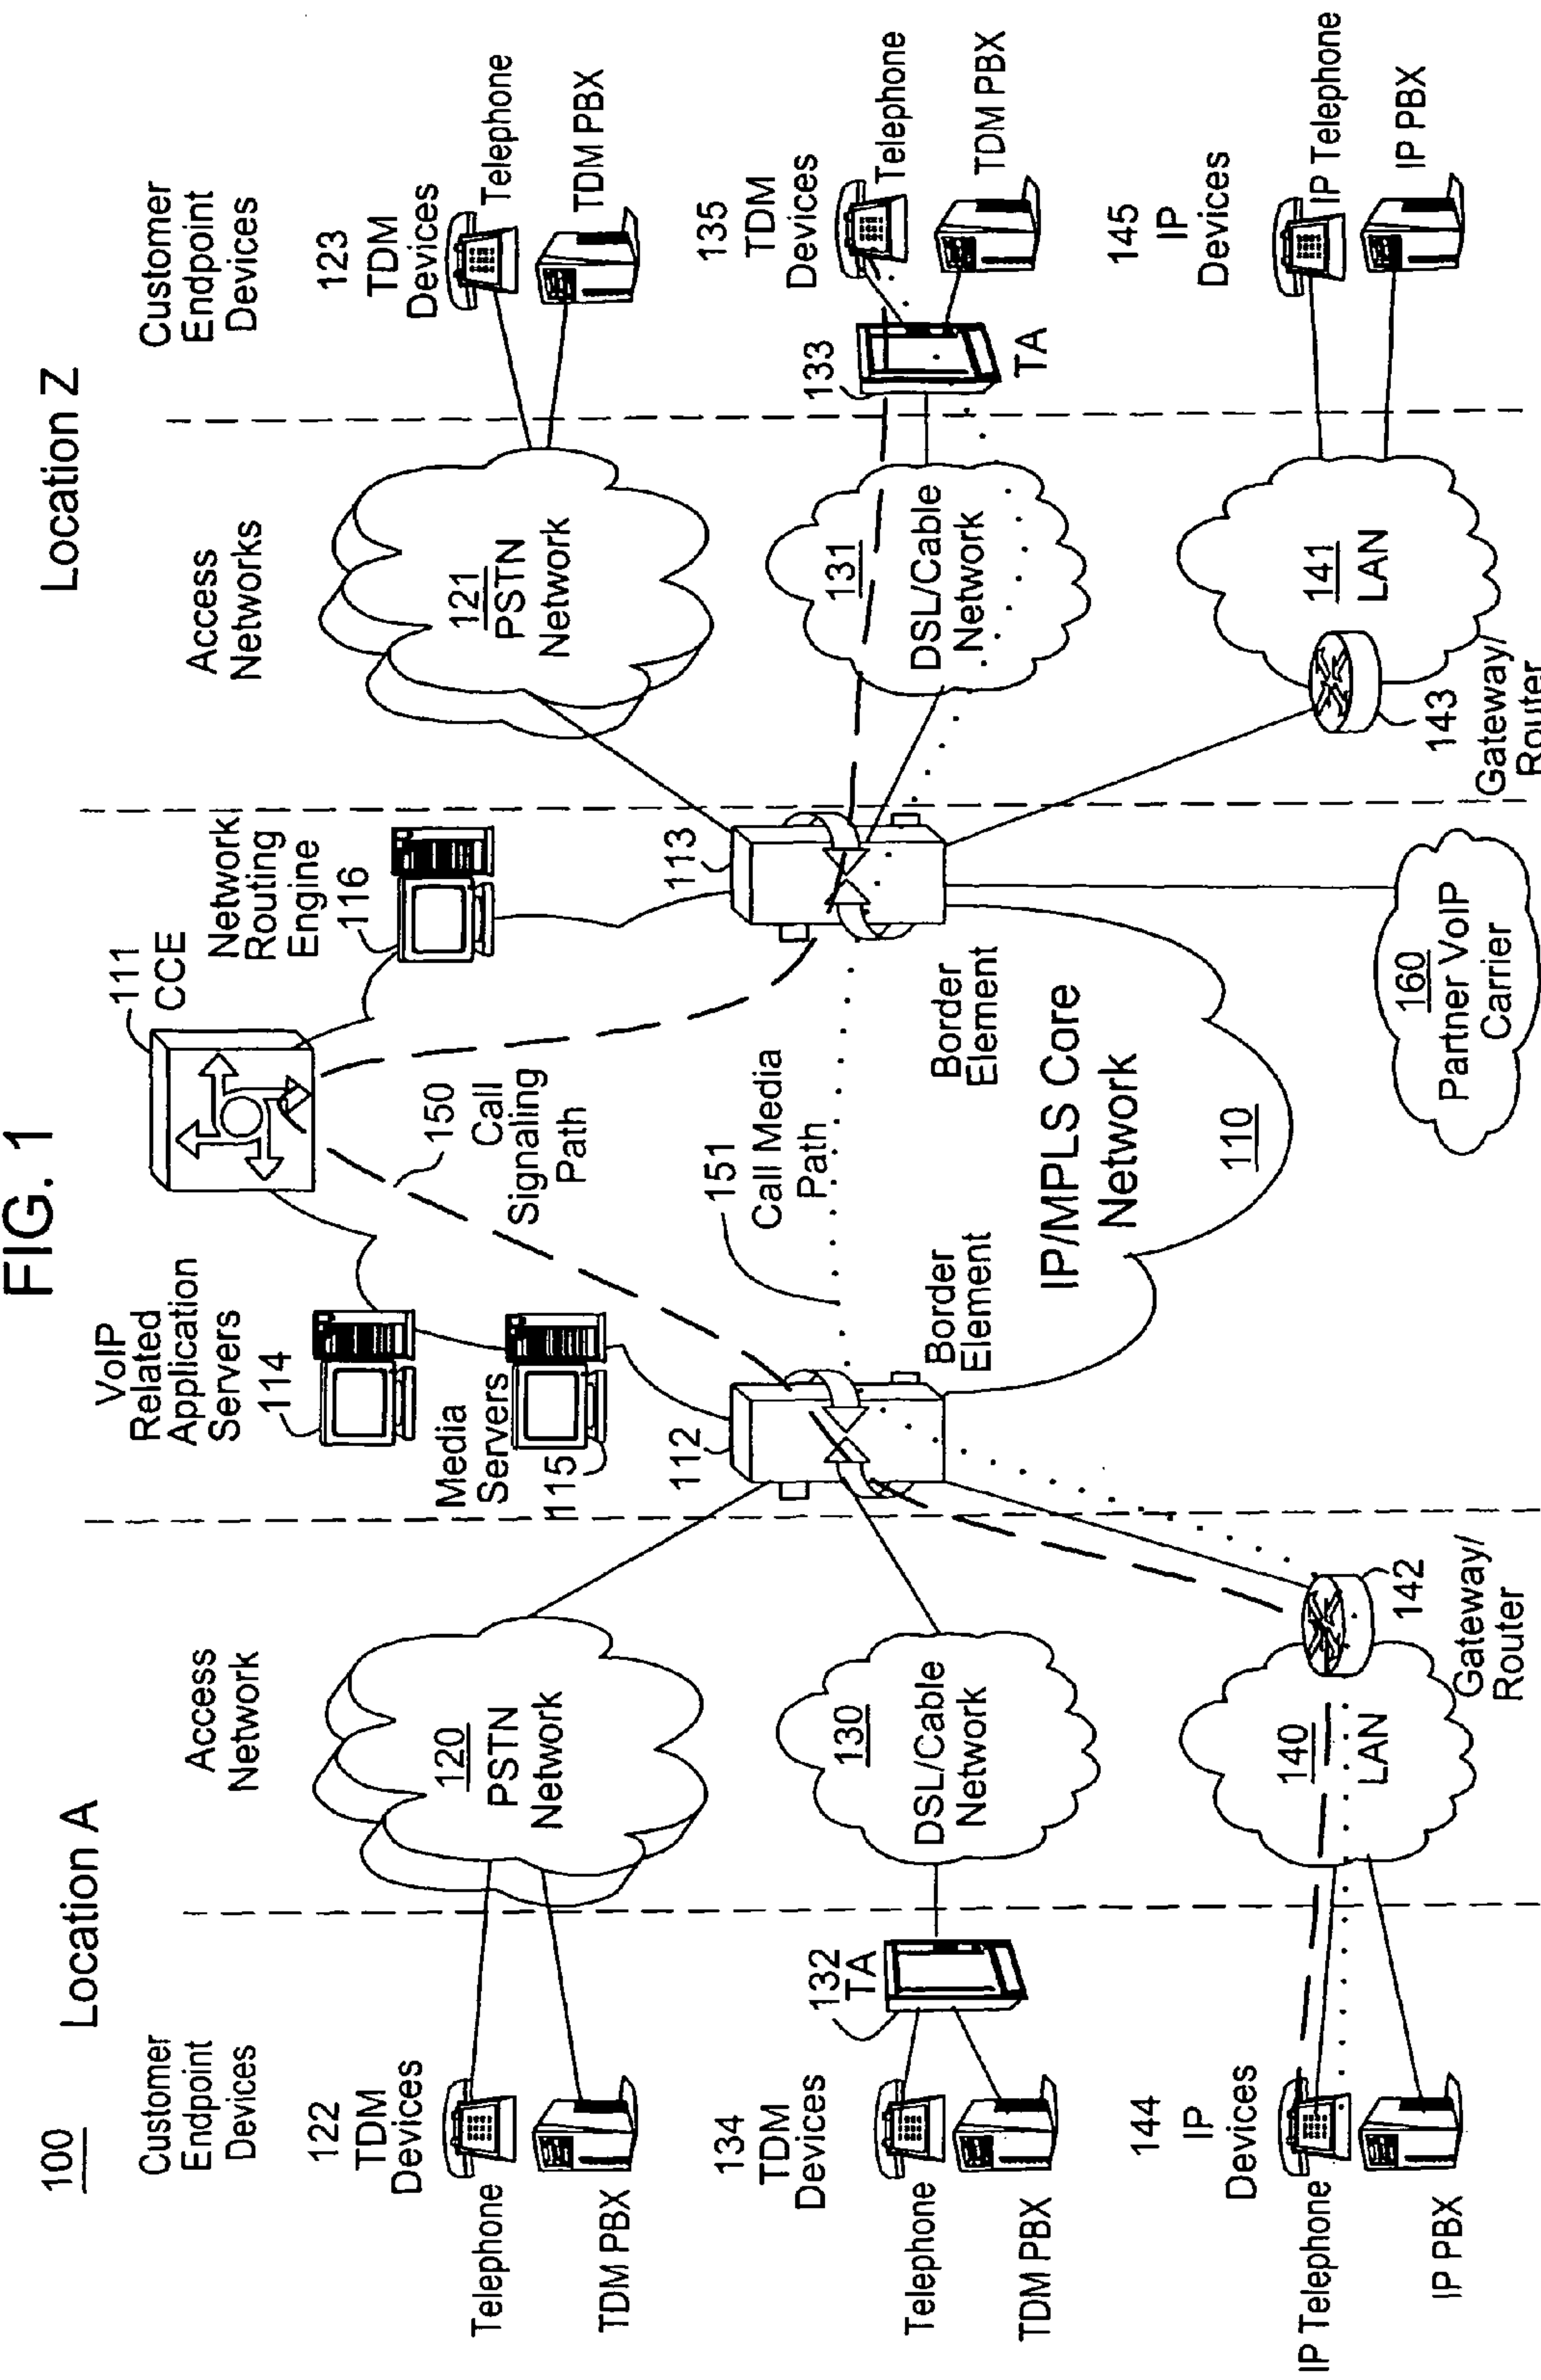 FIG. 1
100
Location A
Location Z
Customer
Endpoint
Devices
Access
Network
VoIP
Related
Application
Servers
114
111
CCE
Network
Routing
Engine
116
Access
Networks
Customer
Endpoint
Devices
122
TDM
Devices
Telephone
TDM PBX
120
PSTN
Network
Media
Servers
115
150
Call
Signaling
Path
121
PSTN
Network
123
TDM
Devices
Telephone
TDM PBX
134
TDM
Devices
Telephone
TDM PBX
132
TA
130
DSL/Cable
Network
112
Border
Element
151
Call Media
Path
113
Border
Element
131
DSL/Cable
Network
133
TA
135
TDM
Devices
Telephone
TDM PBX
IP/MPLS Core
Network
110
144
IP
Devices
IP Telephone
IP PBX
140
LAN
142
Gateway/
Router
160
Partner VoIP
Carrier
141
LAN
143
Gateway/
Router
145
IP
Devices
IP Telephone
IP PBX